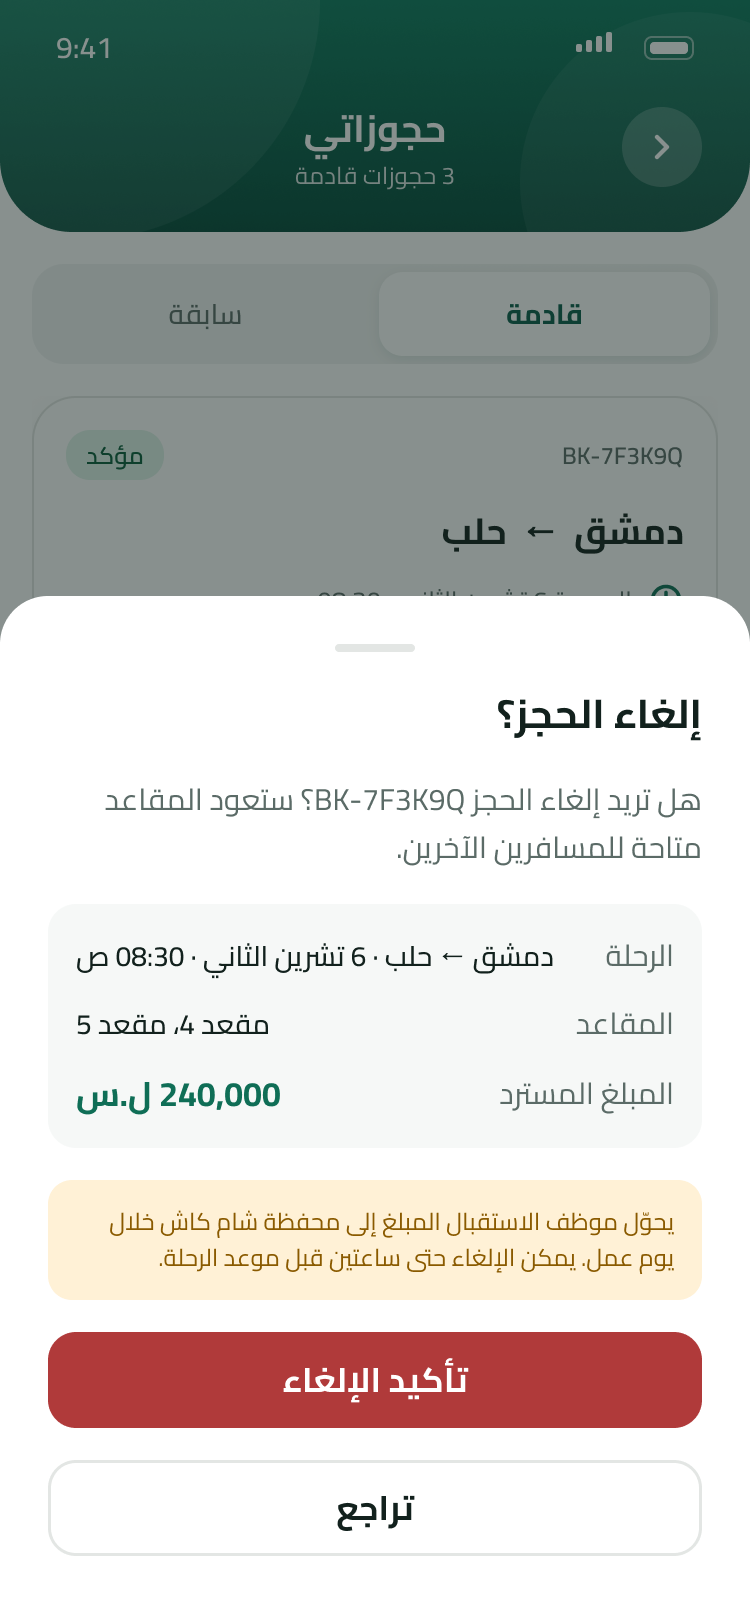 9:41
حجوزاتي
3 حجوزات قادمة
قادمة
سابقة
BK-7F3K9Q
مؤكد
دمشق ← حلب
إلغاء الحجز؟
هل تريد إلغاء الحجز BK-7F3K9Q؟ ستعود المقاعد
متاحة للمسافرين الآخرين.
الرحلة دمشق ← حلب · 6 تشرين الثاني · 08:30 ص
المقاعد مقعد 4، مقعد 5
المبلغ المسترد 240,000 ل.س
يحوّل موظف الاستقبال المبلغ إلى محفظة شام كاش خلال
يوم عمل. يمكن الإلغاء حتى ساعتين قبل موعد الرحلة.
تأكيد الإلغاء
تراجع